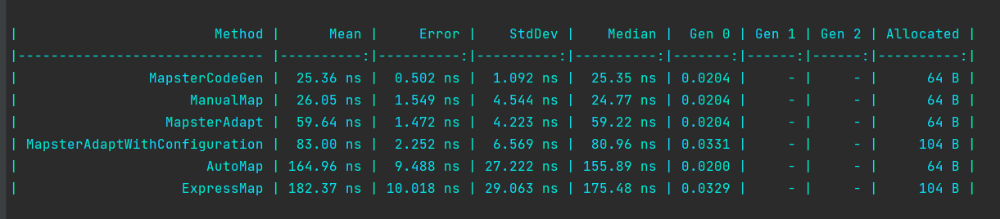 |                         Method |      Mean |     Error |    StdDev |    Median |  Gen 0 | Gen 1 | Gen 2 | Allocated |
|------------------------------ |----------:|----------:|----------:|----------:|-------:|------:|------:|----------:|
|                MapsterCodeGen |  25.36 ns |  0.502 ns |  1.092 ns |  25.35 ns | 0.0204 |     - |     - |      64 B |
|                     ManualMap |  26.05 ns |  1.549 ns |  4.544 ns |  24.77 ns | 0.0204 |     - |     - |      64 B |
|                  MapsterAdapt |  59.64 ns |  1.472 ns |  4.223 ns |  59.22 ns | 0.0204 |     - |     - |      64 B |
| MapsterAdaptWithConfiguration |  83.00 ns |  2.252 ns |  6.569 ns |  80.96 ns | 0.0331 |     - |     - |     104 B |
|                       AutoMap | 164.96 ns |  9.488 ns | 27.222 ns | 155.89 ns | 0.0200 |     - |     - |      64 B |
|                    ExpressMap | 182.37 ns | 10.018 ns | 29.063 ns | 175.48 ns | 0.0329 |     - |     - |     104 B |